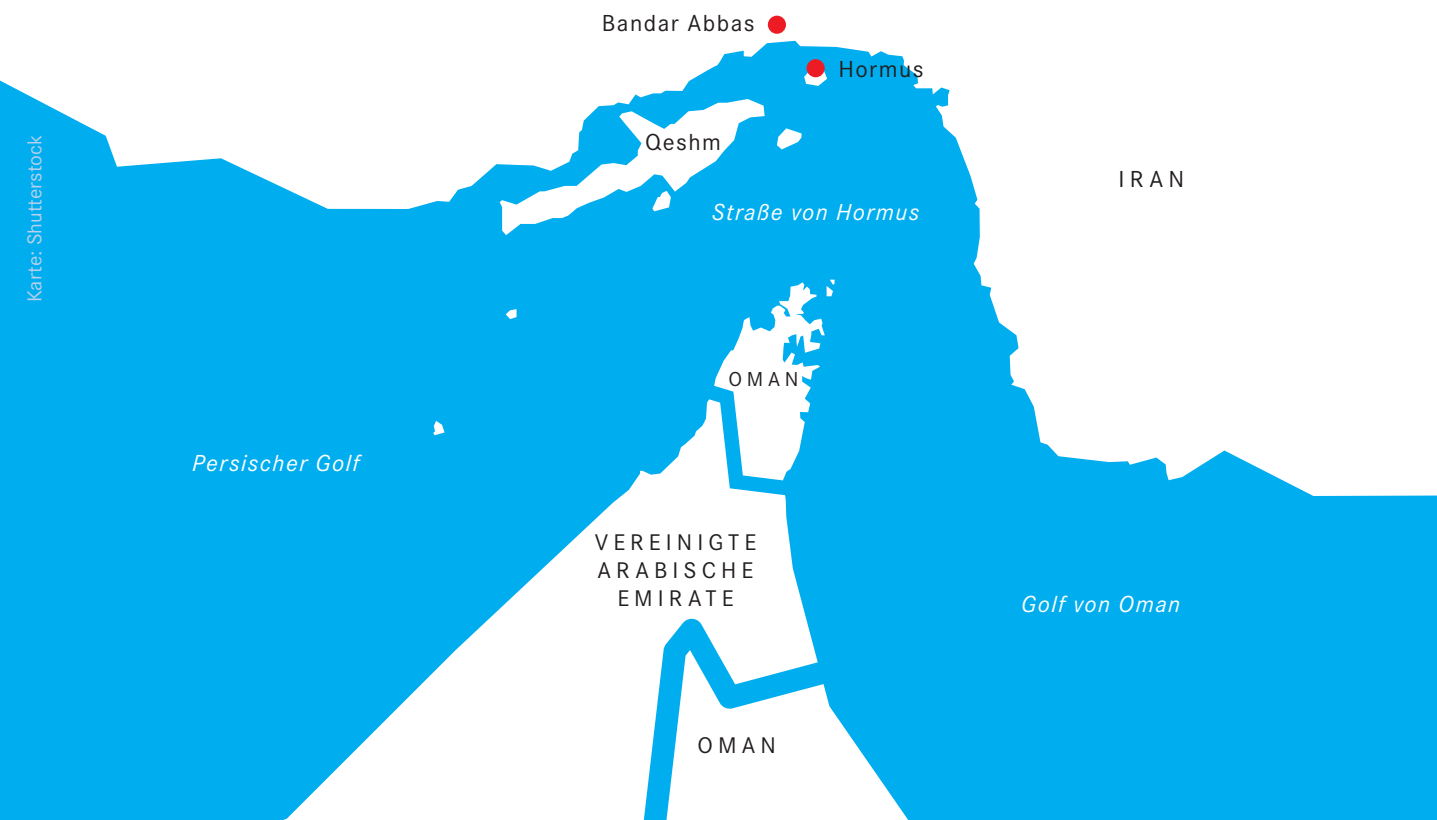 Bandar Abbas
Hormus
Qeshm
Karte: Shutterstock
IRAN
Straße von Hormus
OMAN
Persischer Golf
VEREINIGTE
ARABISCHE
EMIRATE
Golf von Oman
OMAN